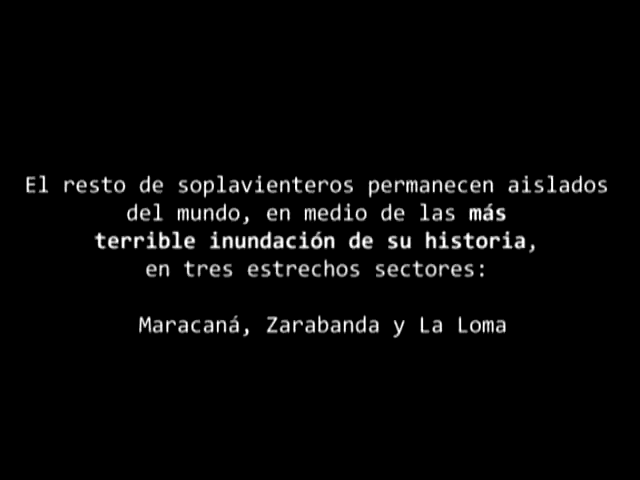 El resto de soplavienteros permanecen aislados
del mundo, en medio de las más
terrible inundación de su historia,
en tres estrechos sectores:
Maracaná, Zarabanda y La Loma